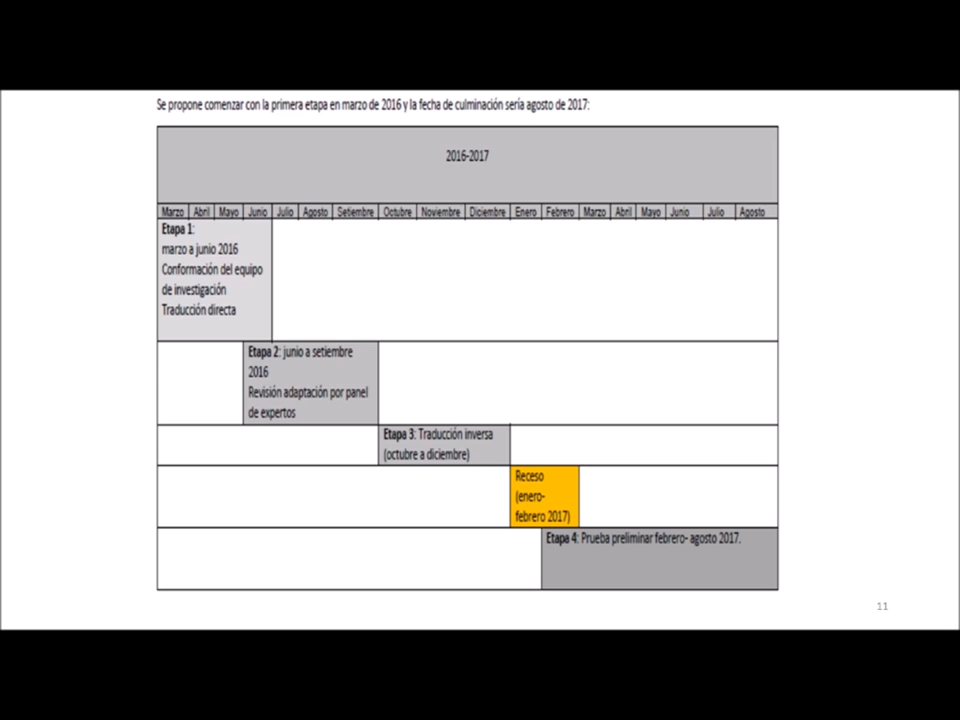 Se propone comenzar con la primera etapa en marzo de 2016 y la fecha de culminación sería agosto de 2017:
2016-2017
Marzo Abril Mayo Junio Julio Agosto Setiembre Octubre Noviembre Diciembre Enero Febrero Marzo Abril Mayo Junio Julio Agosto
Etapa 1:
marzo a junio 2016
Conformación del equipo
de investigación
Traducción directa
Etapa 2: junio a setiembre
2016
Revisión adaptación por panel
de expertos
Etapa 3: Traducción inversa
(octubre a diciembre)
Receso
(enero-
febrero 2017)
Etapa 4: Prueba preliminar febrero- agosto 2017.
11